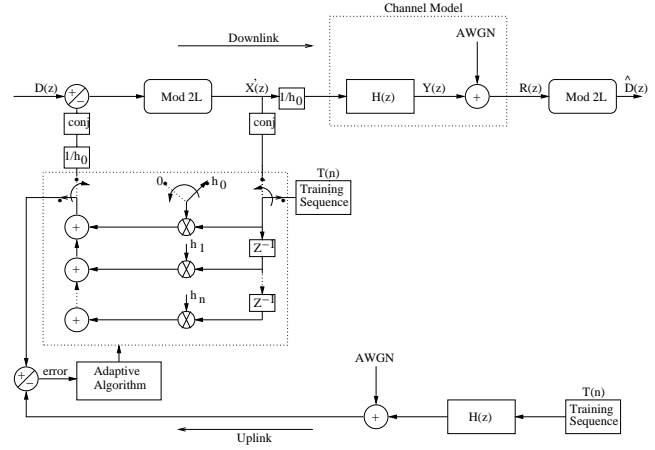 Channel Model
Downlink
AWGN
D(z)
+
−
Mod 2L
X'(z)
1/h0
H(z)
Y(z)
+
R(z)
Mod 2L
^
D(z)
conj
conj
1/h0
T(n)
Training
Sequence
0
h0
+
Z−1
h1
+
Z−1
hn
+
+
−
error
Adaptive
Algorithm
AWGN
T(n)
+
H(z)
Training
Sequence
Uplink